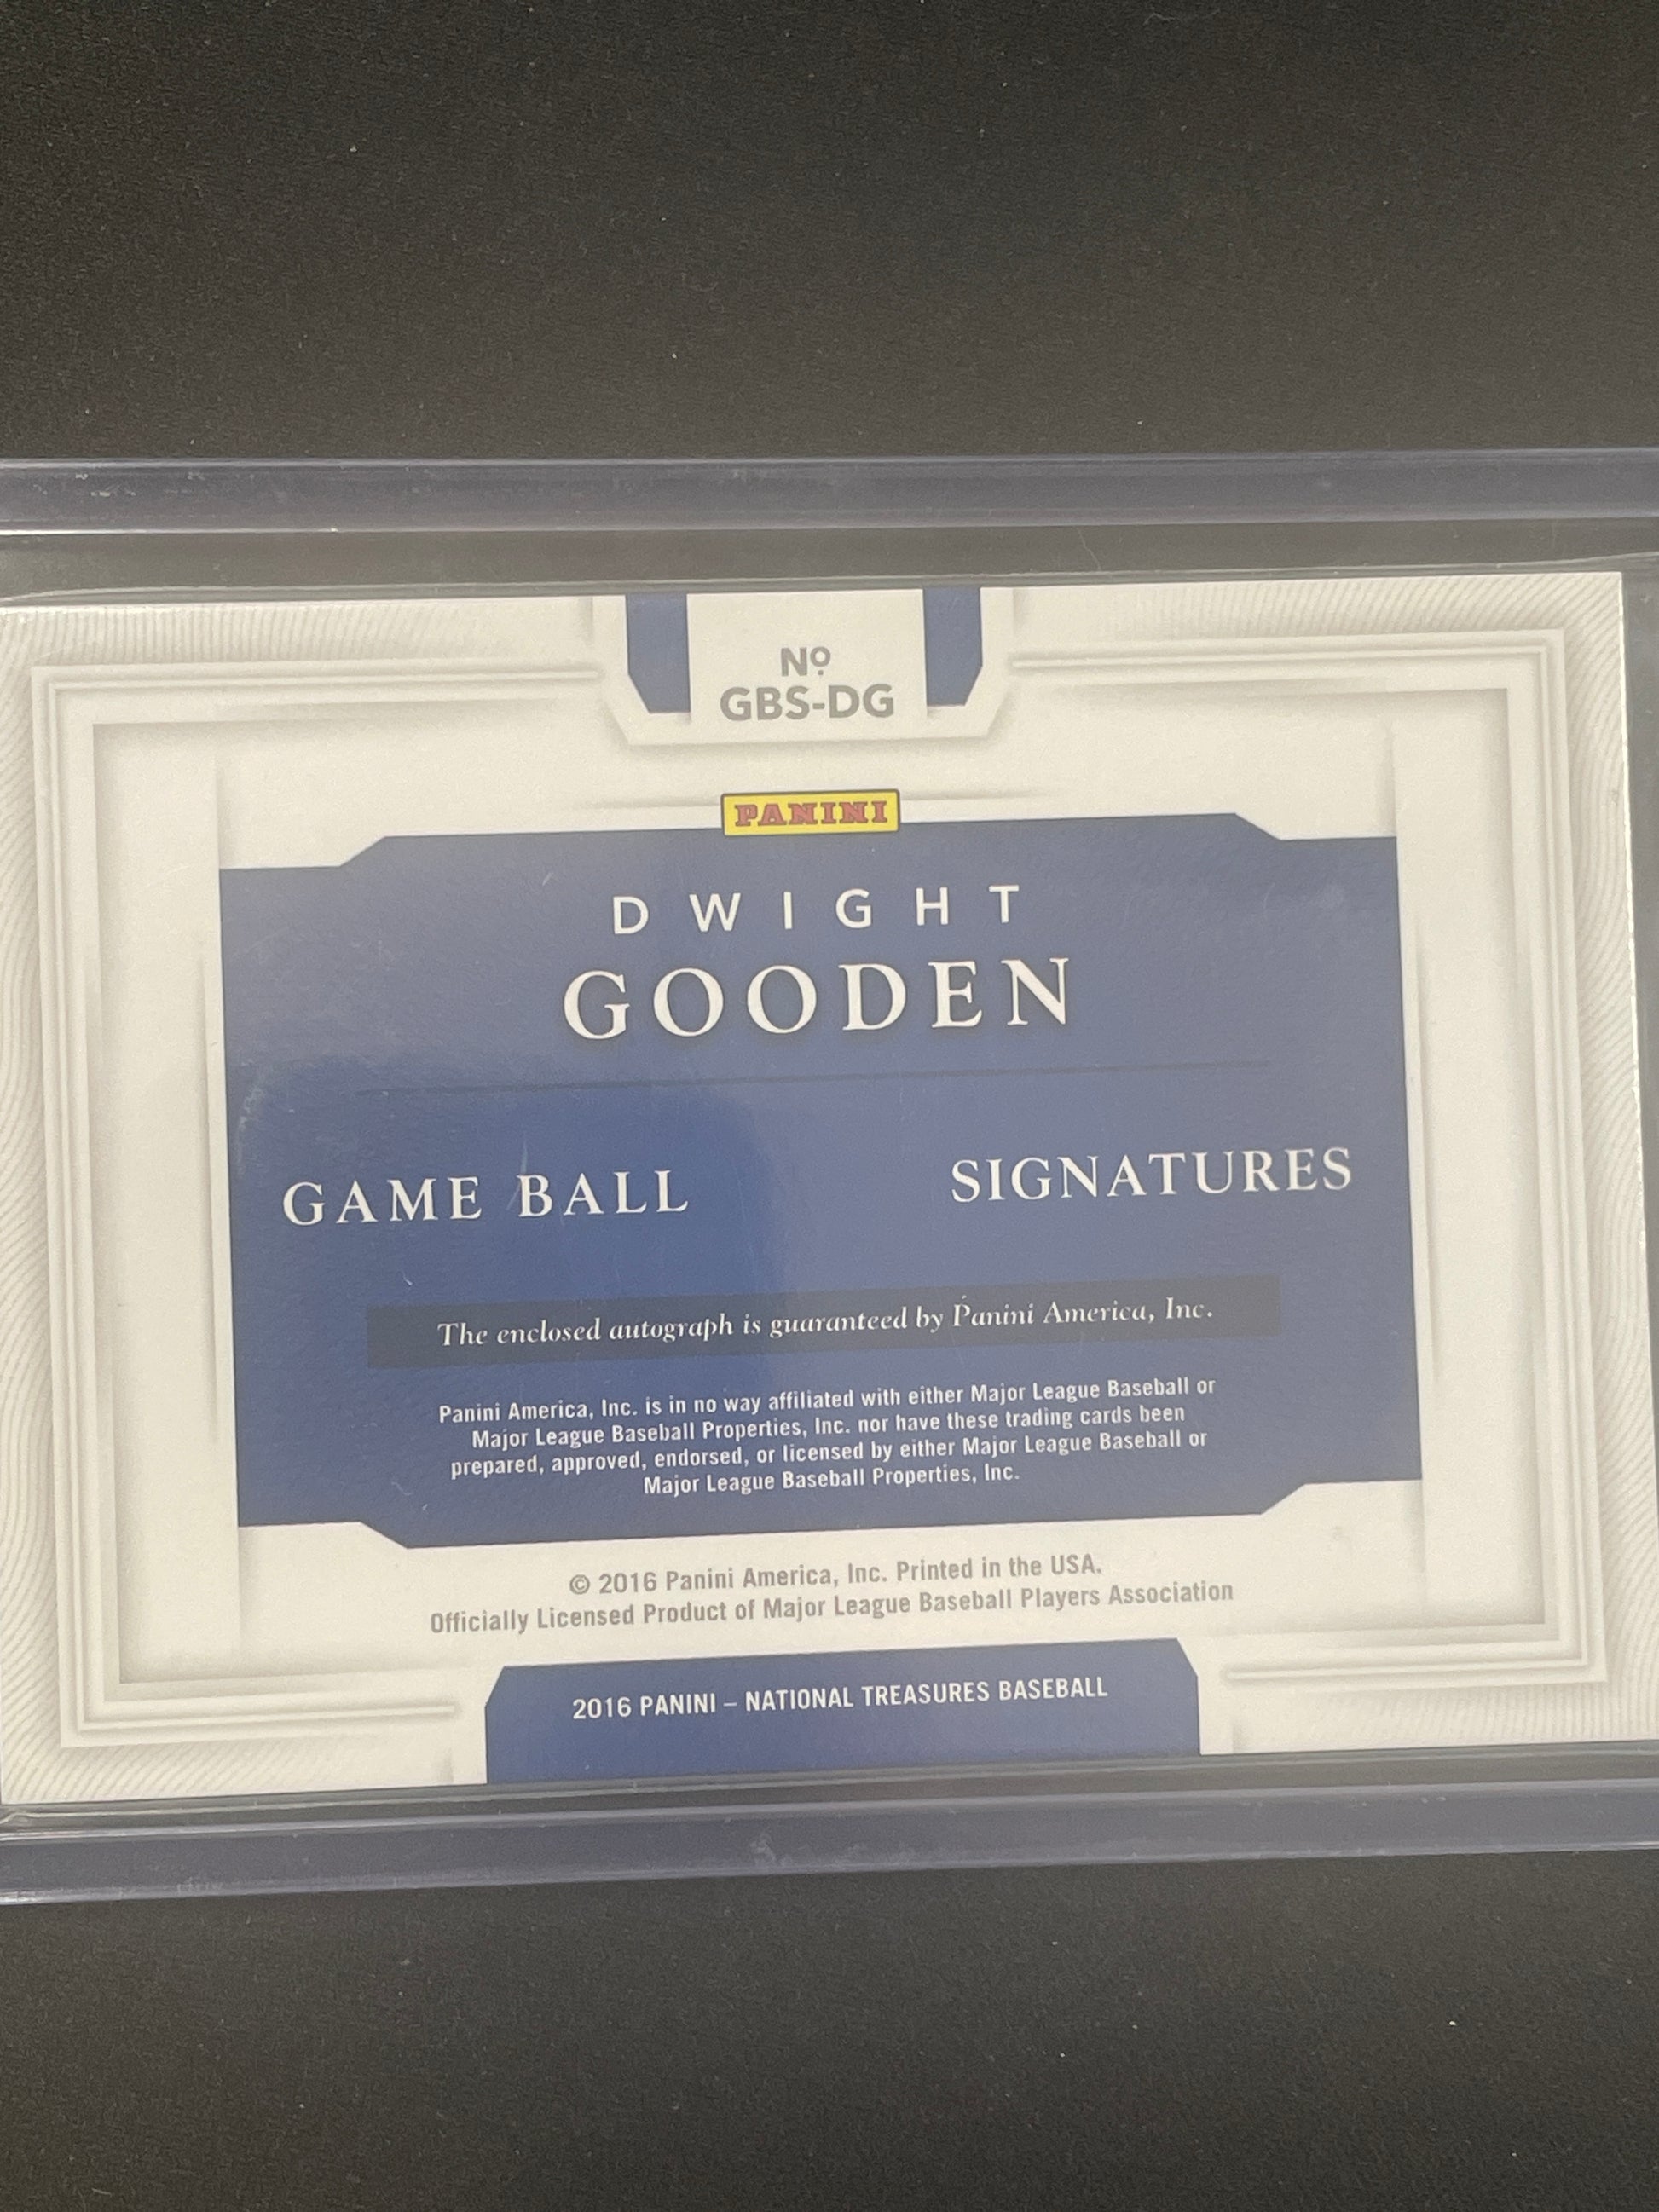 Nº
GBS-DG
PANINI
DWIGHT
GOODEN
GAME BALL SIGNATURES
The enclosed autograph is guaranteed by Panini America, Inc.
Panini America, Inc. is in no way affiliated with either Major League Baseball or
Major League Baseball Properties, Inc. nor have these trading cards been
prepared, approved, endorsed, or licensed by either Major League Baseball or
Major League Baseball Properties, Inc.
© 2016 Panini America, Inc. Printed in the USA.
Officially Licensed Product of Major League Baseball Players Association
2016 PANINI – NATIONAL TREASURES BASEBALL